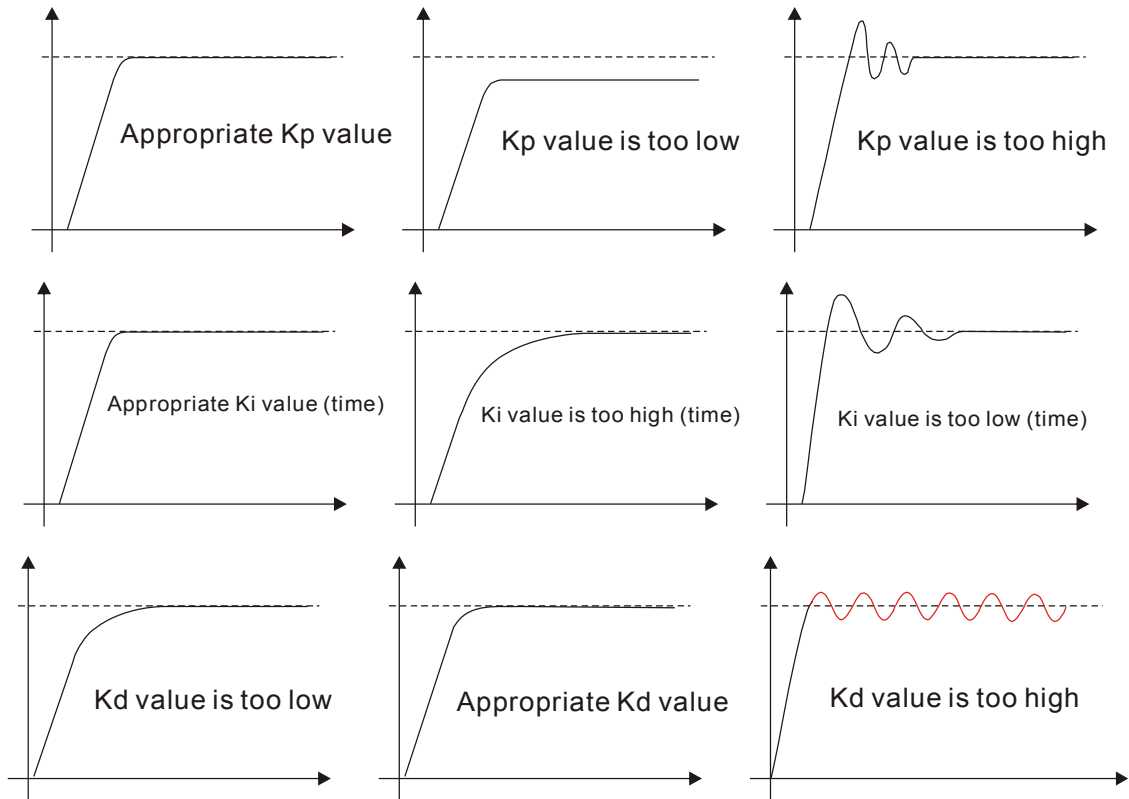 Appropriate Kp value
Kp value is too low
Kp value is too high
Appropriate Ki value (time)
Ki value is too high (time)
Ki value is too low (time)
Kd value is too low
Appropriate Kd value
Kd value is too high